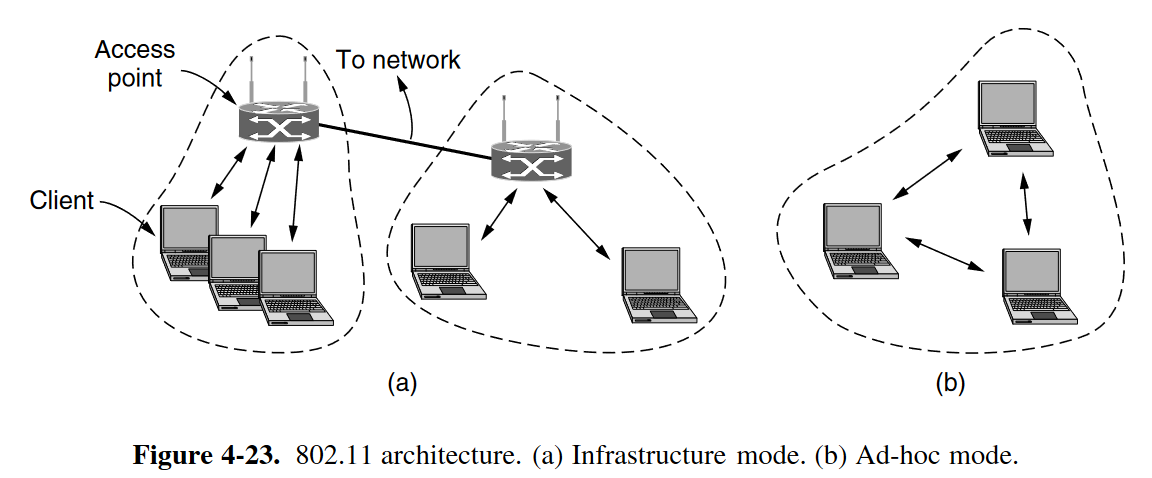 Access
point
To network
Client
(a)
(b)
Figure 4-23. 802.11 architecture. (a) Infrastructure mode. (b) Ad-hoc mode.